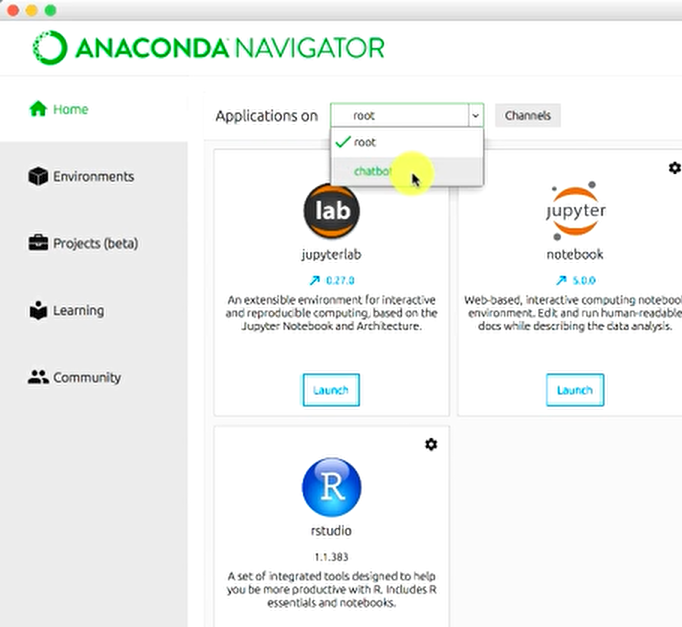 ANACONDA NAVIGATOR
Home
Environments
Projects (beta)
Learning
Community
Applications on
root
Channels
root
chatbot
lab
jupyterlab
0.27.0
An extensible environment for interactive
and reproducible computing, based on the
Jupyter Notebook and Architecture.
Launch
jupyter
notebook
5.0.0
Web-based, interactive computing notebook
environment. Edit and run human-readable
docs while describing the data analysis.
Launch
R
rstudio
1.1.383
A set of integrated tools designed to help
you be more productive with R. Includes R
essentials and notebooks.